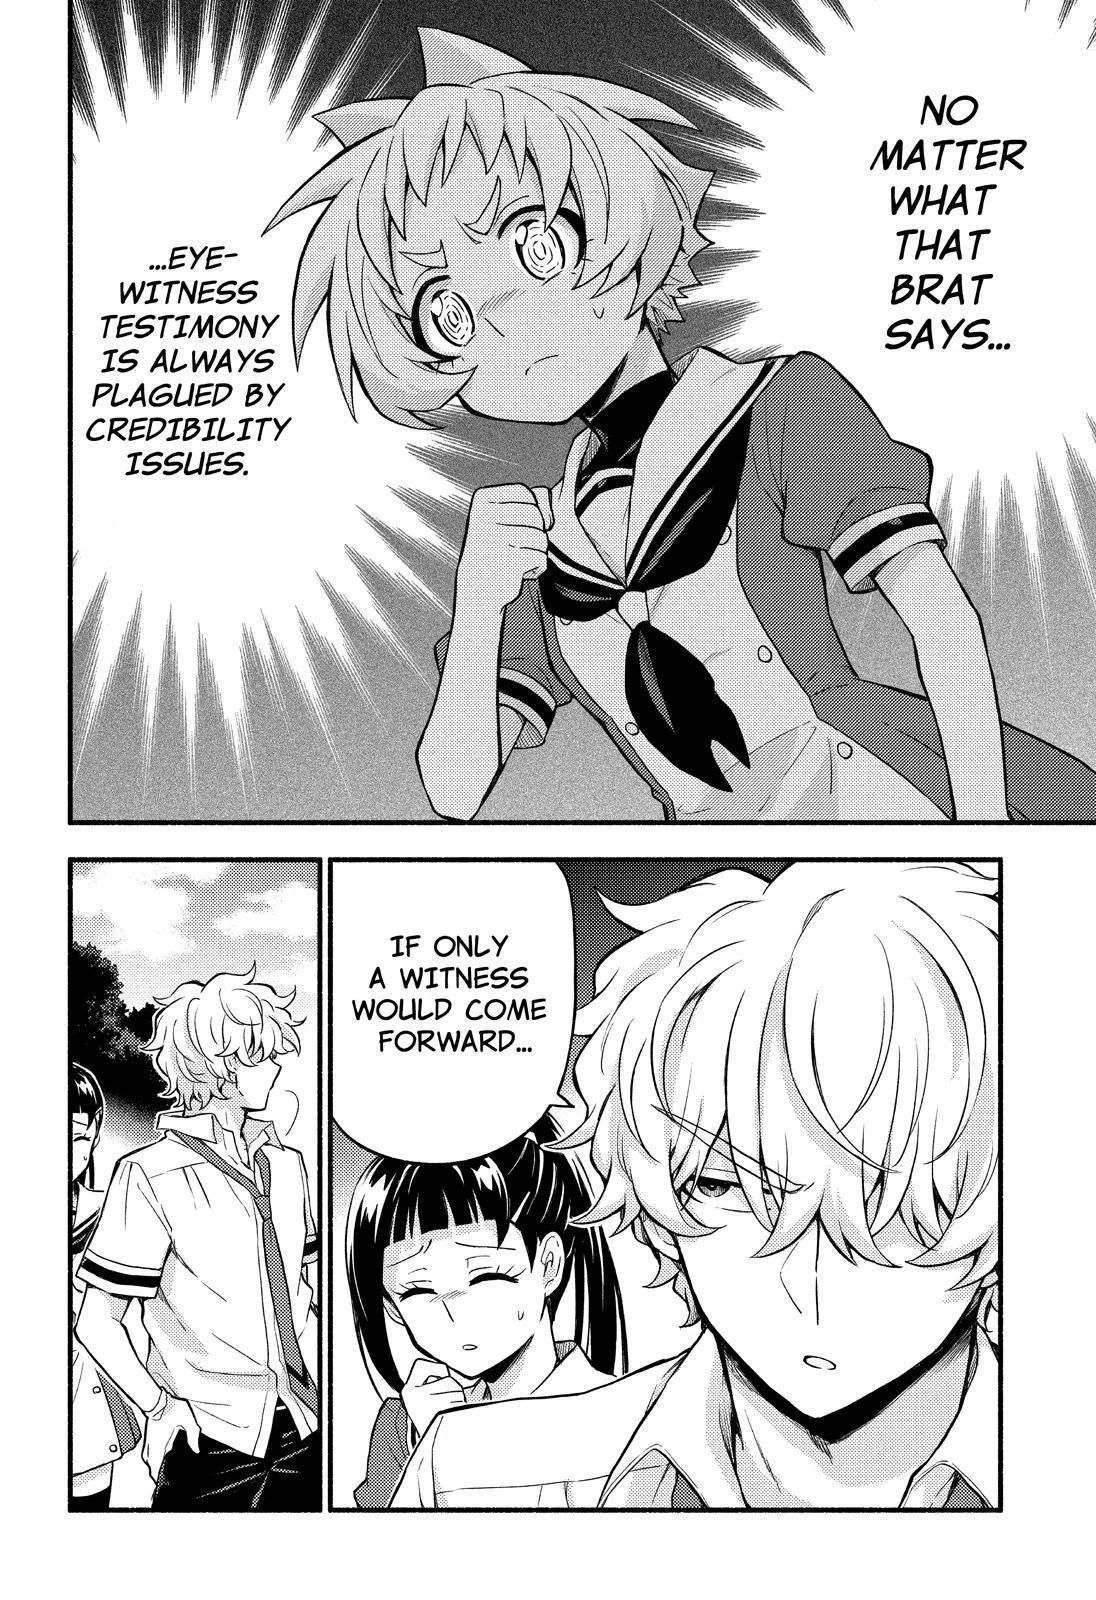 NO
MATTER
WHAT
THAT
BRAT
SAYS...
...EYE-
WITNESS
TESTIMONY
IS ALWAYS
PLAGUED BY
CREDIBILITY
ISSUES.
IF ONLY
A WITNESS
WOULD COME
FORWARD...